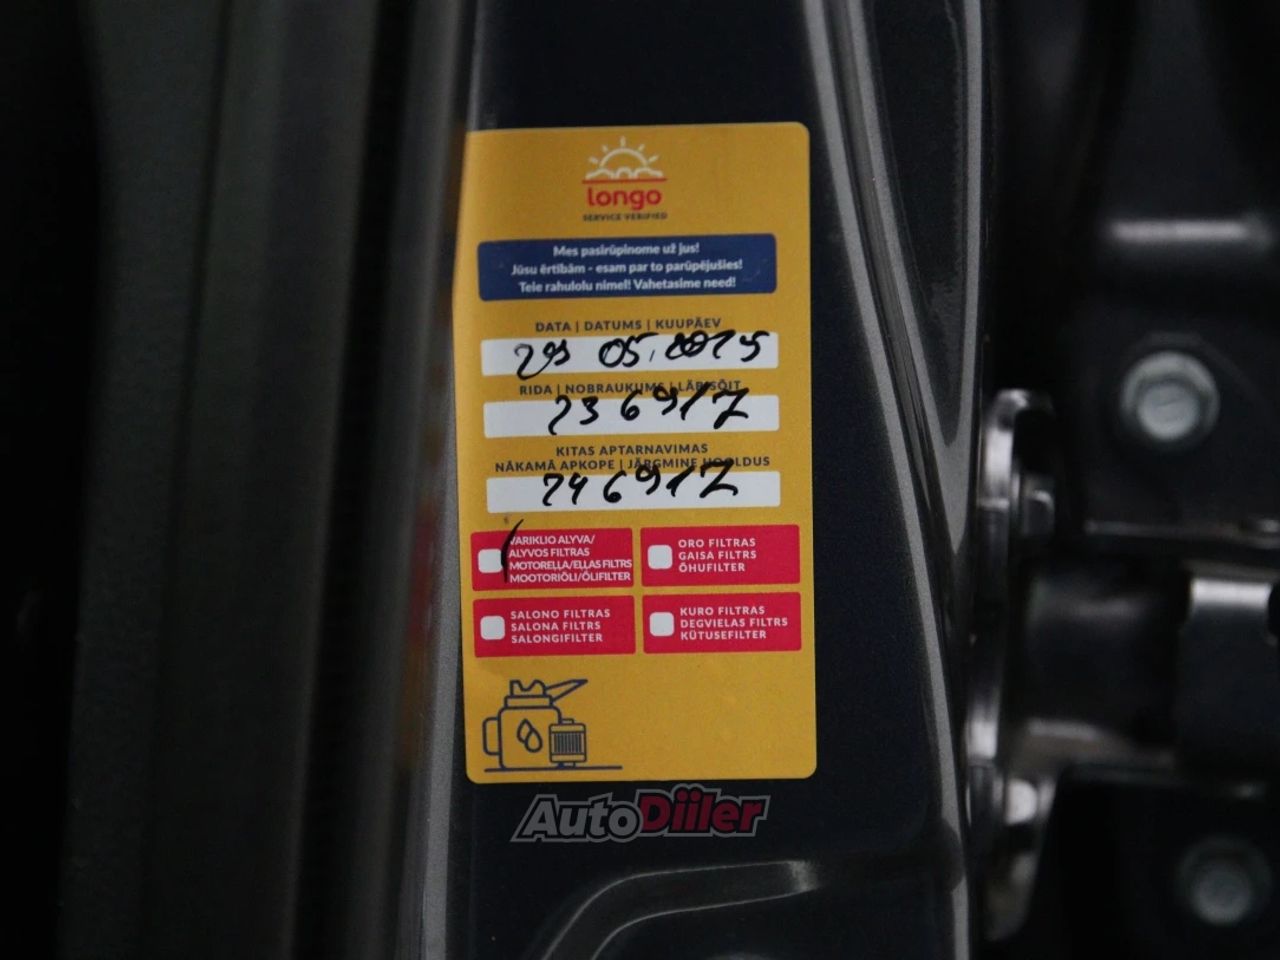 longo
SERVICE VERIFIED
Mes pasirūpinome už jus!
Jūsu ērtībām - esam par to parūpējušies!
Teie rahulolu nimel! Vahetasime need!
DATA | DATUMS | KUUPÄEV
29 05. 2025
RIDA | NOBRAUKUMS | LÄBISÕIT
236917
KITAS APTARNAVIMAS
NĀKAMĀ APKOPE | JÄRGMINE HOOLDUS
246917
VARIKLIO ALYVA/
ALYVOS FILTRAS
MOTOREĻĻA/EĻĻAS FILTRS
MOOTORIÕLI/ÕLIFILTER
ORO FILTRAS
GAISA FILTRS
ÕHUFILTER
SALONO FILTRAS
SALONA FILTRS
SALONGIFILTER
KURO FILTRAS
DEGVIELAS FILTRS
KÜTUSEFILTER
AutoDiiler